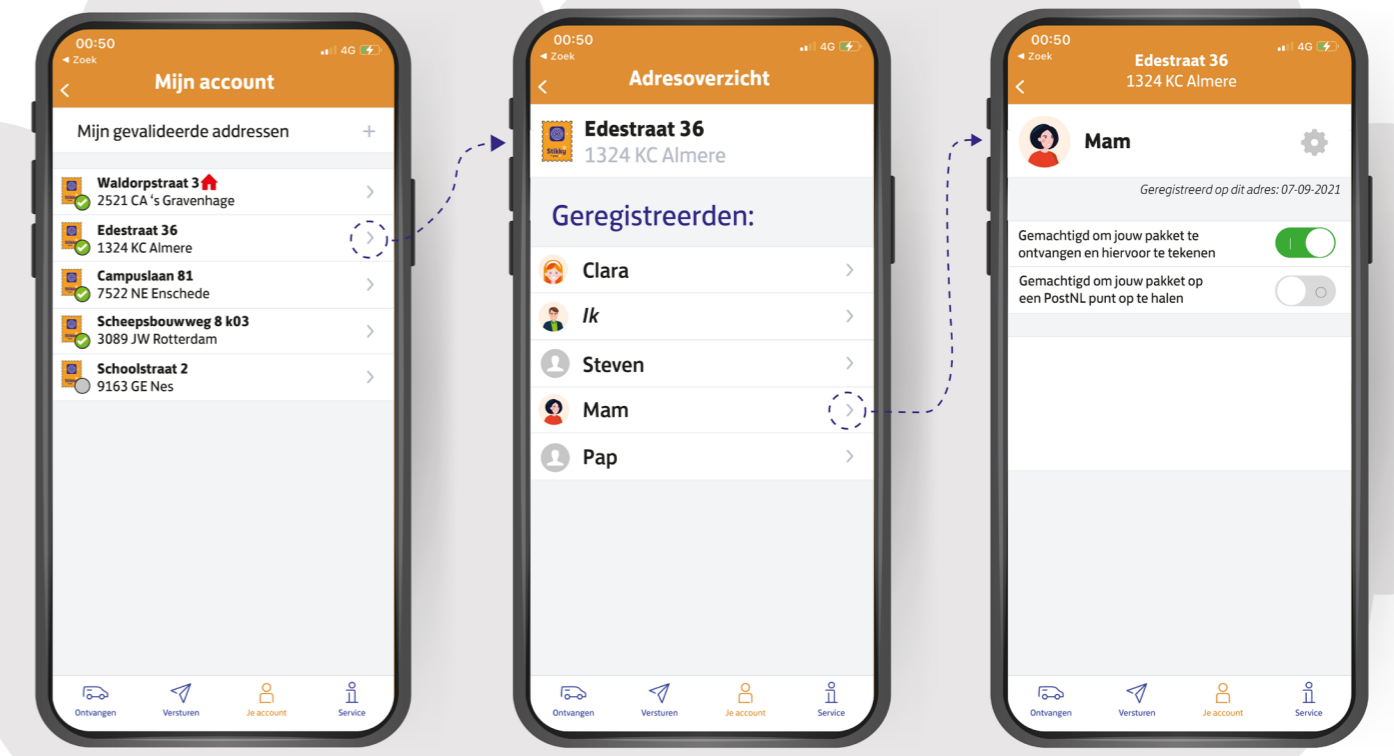 00:50
Zoek
4G
Mijn account
Mijn gevalideerde addressen
Waldorpstraat 3
2521 CA ‘s Gravenhage
Edestraat 36
1324 KC Almere
Campuslaan 81
7522 NE Enschede
Scheepsbouwweg 8 k03
3089 JW Rotterdam
Schoolstraat 2
9163 GE Nes
Ontvangen
Versturen
Je account
Service
00:50
Zoek
4G
Adresoverzicht
Stikky
Edestraat 36
1324 KC Almere
Geregistreerden:
Clara
Ik
Steven
Mam
Pap
Ontvangen
Versturen
Je account
Service
00:50
Zoek
4G
Edestraat 36
1324 KC Almere
Mam
Geregistreerd op dit adres: 07-09-2021
Gemachtigd om jouw pakket te
ontvangen en hiervoor te tekenen
Gemachtigd om jouw pakket op
een PostNL punt op te halen
Ontvangen
Versturen
Je account
Service